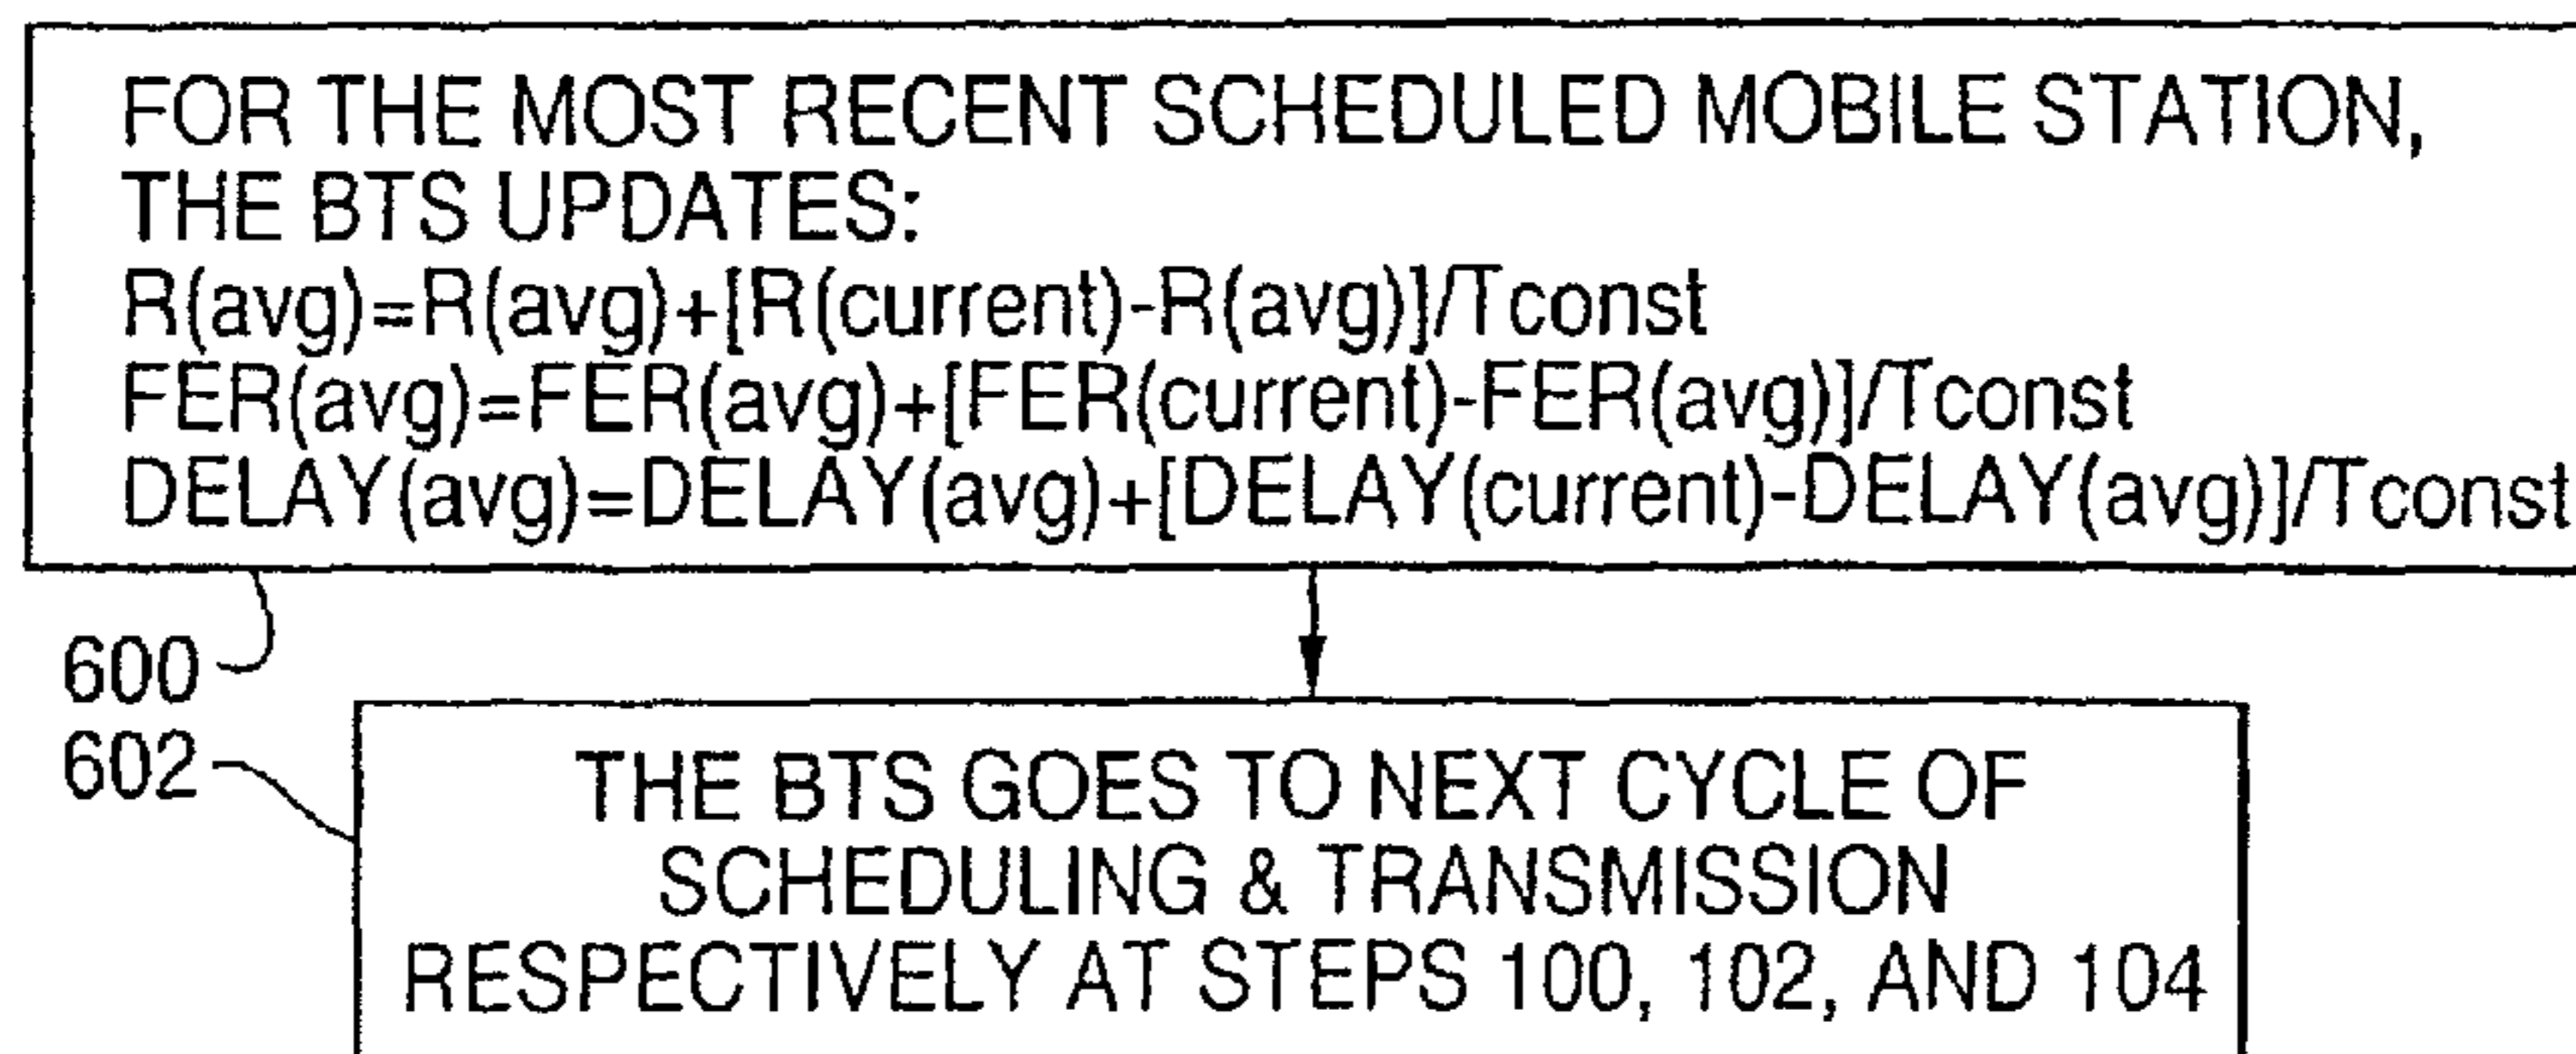 FOR THE MOST RECENT SCHEDULED MOBILE STATION,
THE BTS UPDATES:
R(avg)=R(avg)+[R(current)-R(avg)]/Tconst
FER(avg)=FER(avg)+[FER(current)-FER(avg)]/Tconst
DELAY(avg)=DELAY(avg)+[DELAY(current)-DELAY(avg)]/Tconst
600
602
THE BTS GOES TO NEXT CYCLE OF
SCHEDULING & TRANSMISSION
RESPECTIVELY AT STEPS 100, 102, AND 104